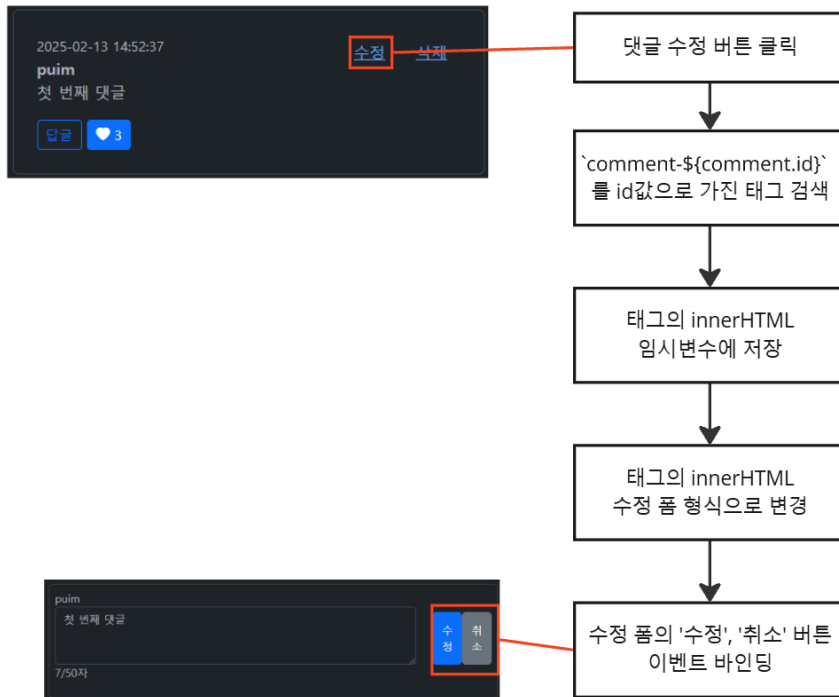 2025-02-13 14:52:37
수정 삭제
puim
첫 번째 댓글
답글 3
댓글 수정 버튼 클릭
`comment-${comment.id}`
를 id값으로 가진 태그 검색
태그의 innerHTML
임시변수에 저장
태그의 innerHTML
수정 폼 형식으로 변경
puim
첫 번째 댓글
수
정
취
소
7/50자
수정 폼의 '수정', '취소' 버튼
이벤트 바인딩